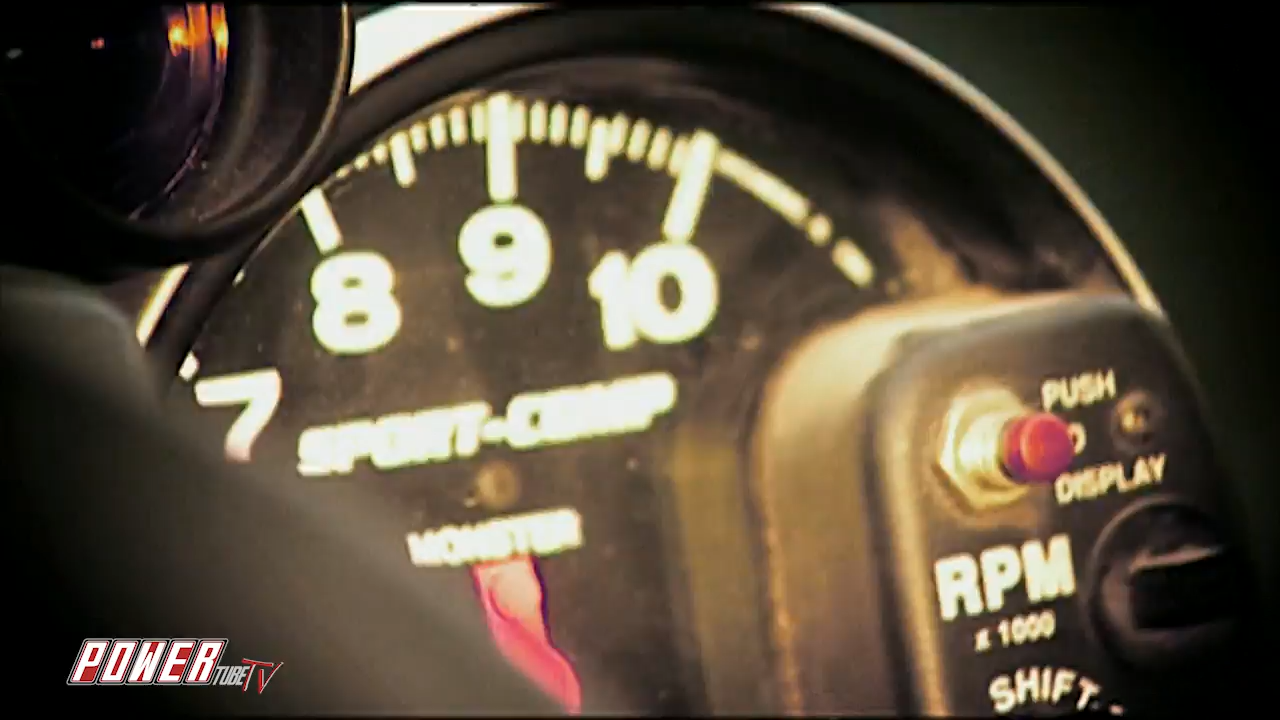 7 8 9 10
SPORT-COMP
MONSTER
PUSH
DISPLAY
RPM
x 1000
SHIFT
POWER TUBE TV